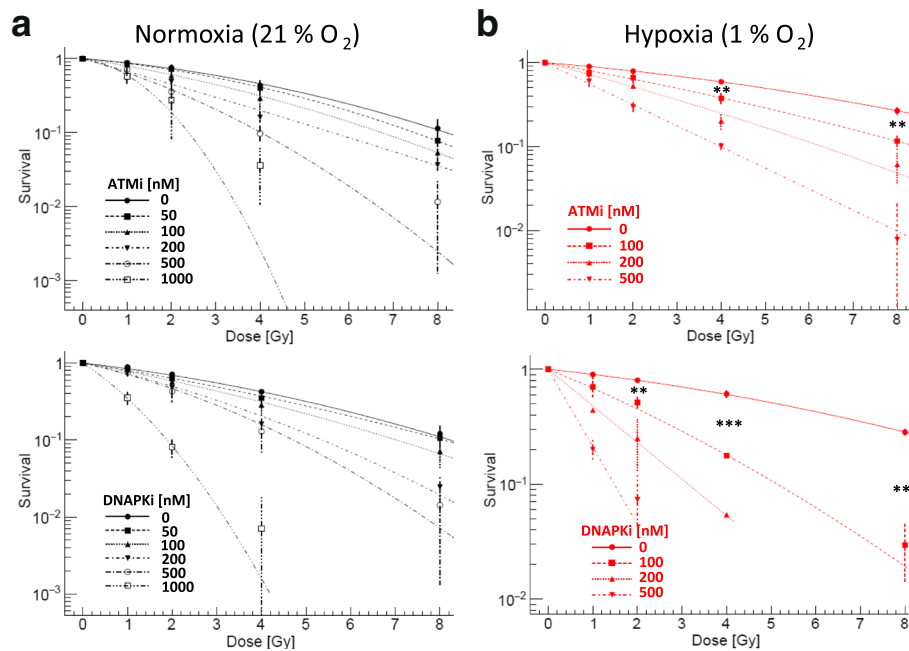 a Normoxia (21 % O2)
1
10−1
10−2
10−3
Survival
ATMi [nM]
0
50
100
200
500
1000
0 1 2 3 4 5 6 7 8
Dose [Gy]
b Hypoxia (1 % O2)
1
10−1
10−2
Survival
**
**
ATMi [nM]
0
100
200
500
0 1 2 3 4 5 6 7 8
Dose [Gy]
1
10−1
10−2
10−3
Survival
DNAPKi [nM]
0
50
100
200
500
1000
0 1 2 3 4 5 6 7 8
Dose [Gy]
1
10−1
10−2
Survival
**
***
**
DNAPKi [nM]
0
100
200
500
0 1 2 3 4 5 6 7 8
Dose [Gy]